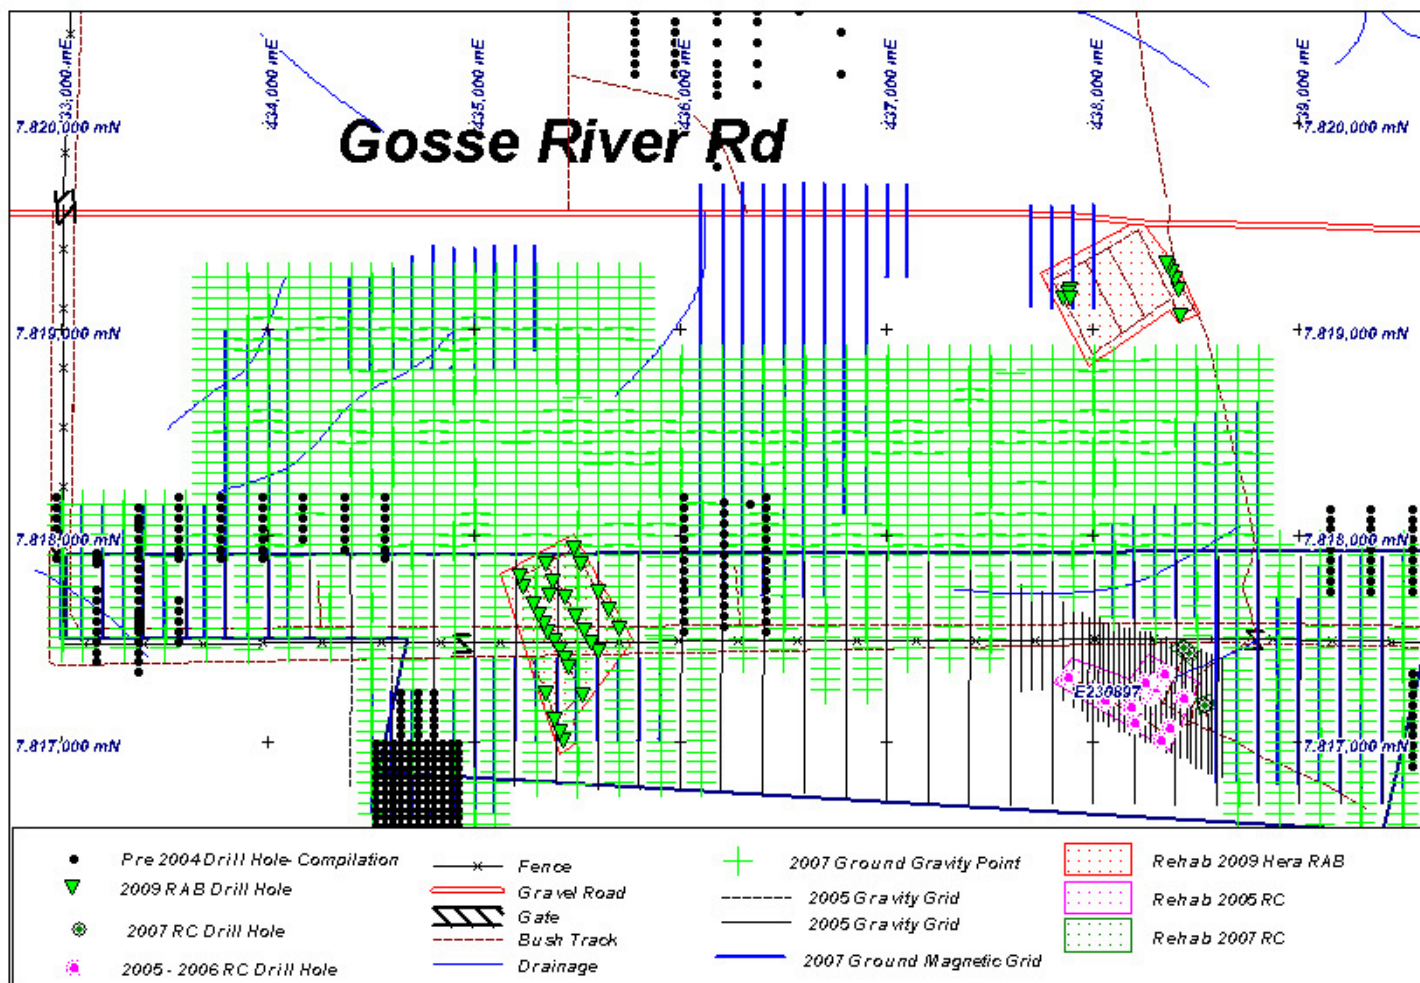 433,000 mE
434,000 mE
435,000 mE
436,000 mE
437,000 mE
438,000 mE
439,000 mE
7,820,000 mN
7,820,000 mN
Gosse River Rd
7,819,000 mN
7,819,000 mN
7,818,000 mN
7,818,000 mN
E230897
7,817,000 mN
7,817,000 mN
Pre 2004 Drill Hole- Compilation
2009 RAB Drill Hole
2007 RC Drill Hole
2005 - 2006 RC Drill Hole
Fence
Gravel Road
Gate
Bush Track
Drainage
2007 Ground Gravity Point
2005 Gravity Grid
2005 Gravity Grid
2007 Ground Magnetic Grid
Rehab 2009 Hera RAB
Rehab 2005 RC
Rehab 2007 RC